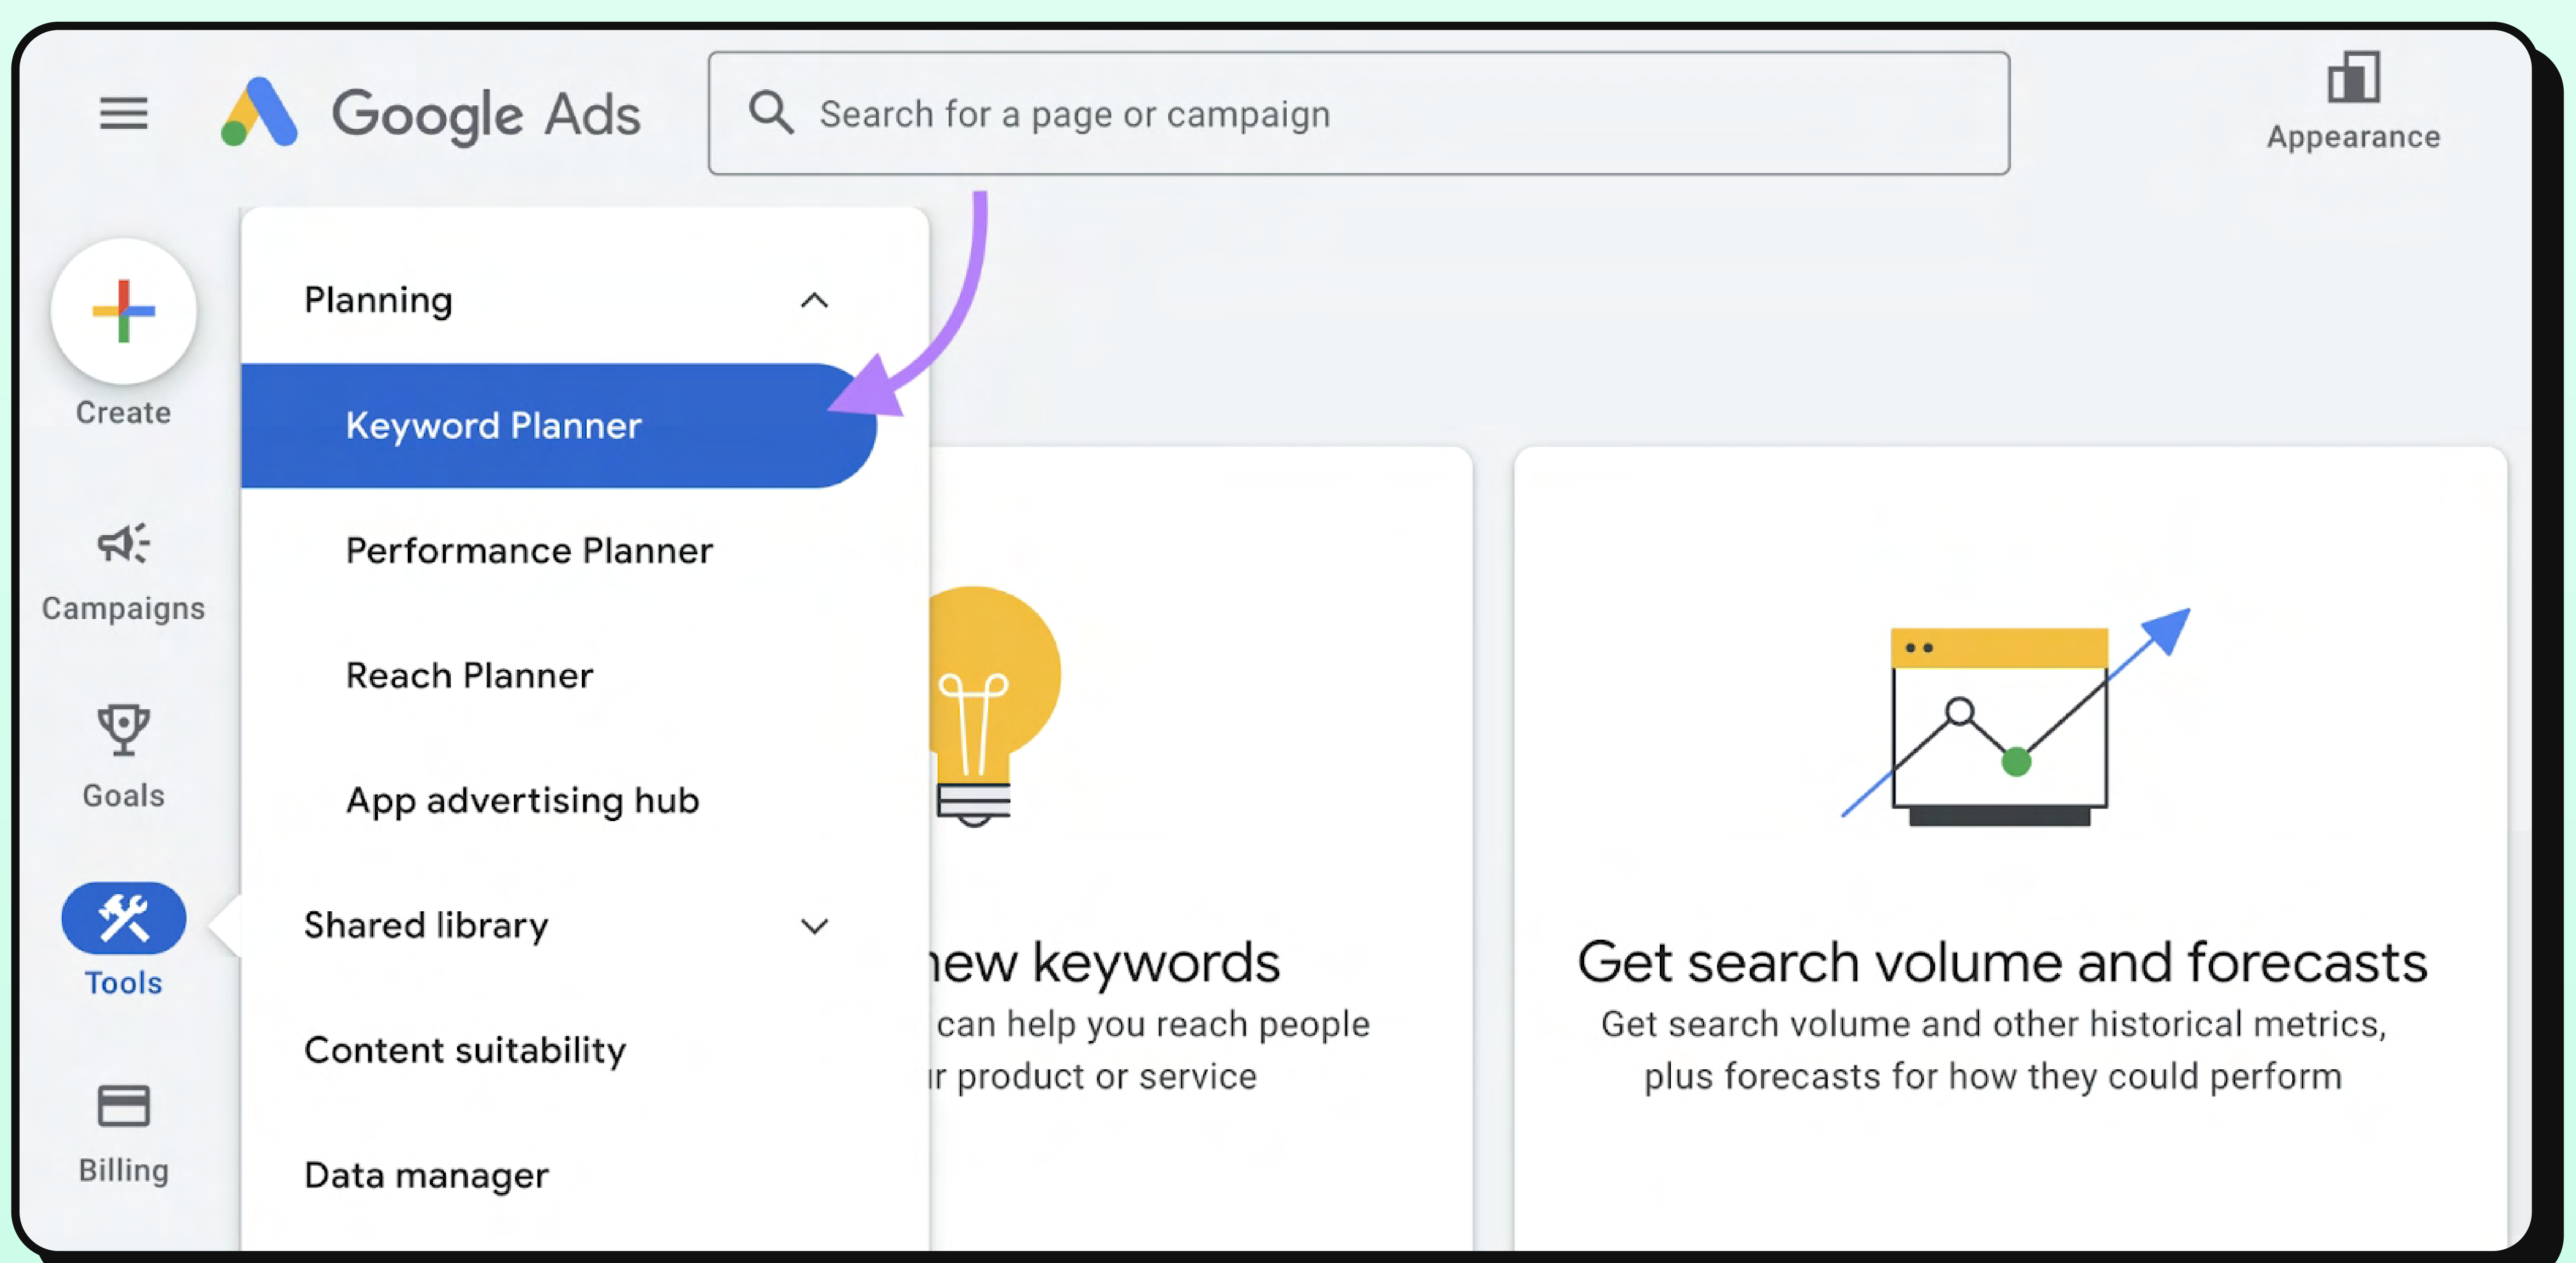 Google Ads
Search for a page or campaign
Appearance
Create
Campaigns
Goals
Tools
Billing
Planning
Keyword Planner
Performance Planner
Reach Planner
App advertising hub
Shared library
Content suitability
Data manager
new keywords
can help you reach people
product or service
Get search volume and forecasts
Get search volume and other historical metrics,
plus forecasts for how they could perform